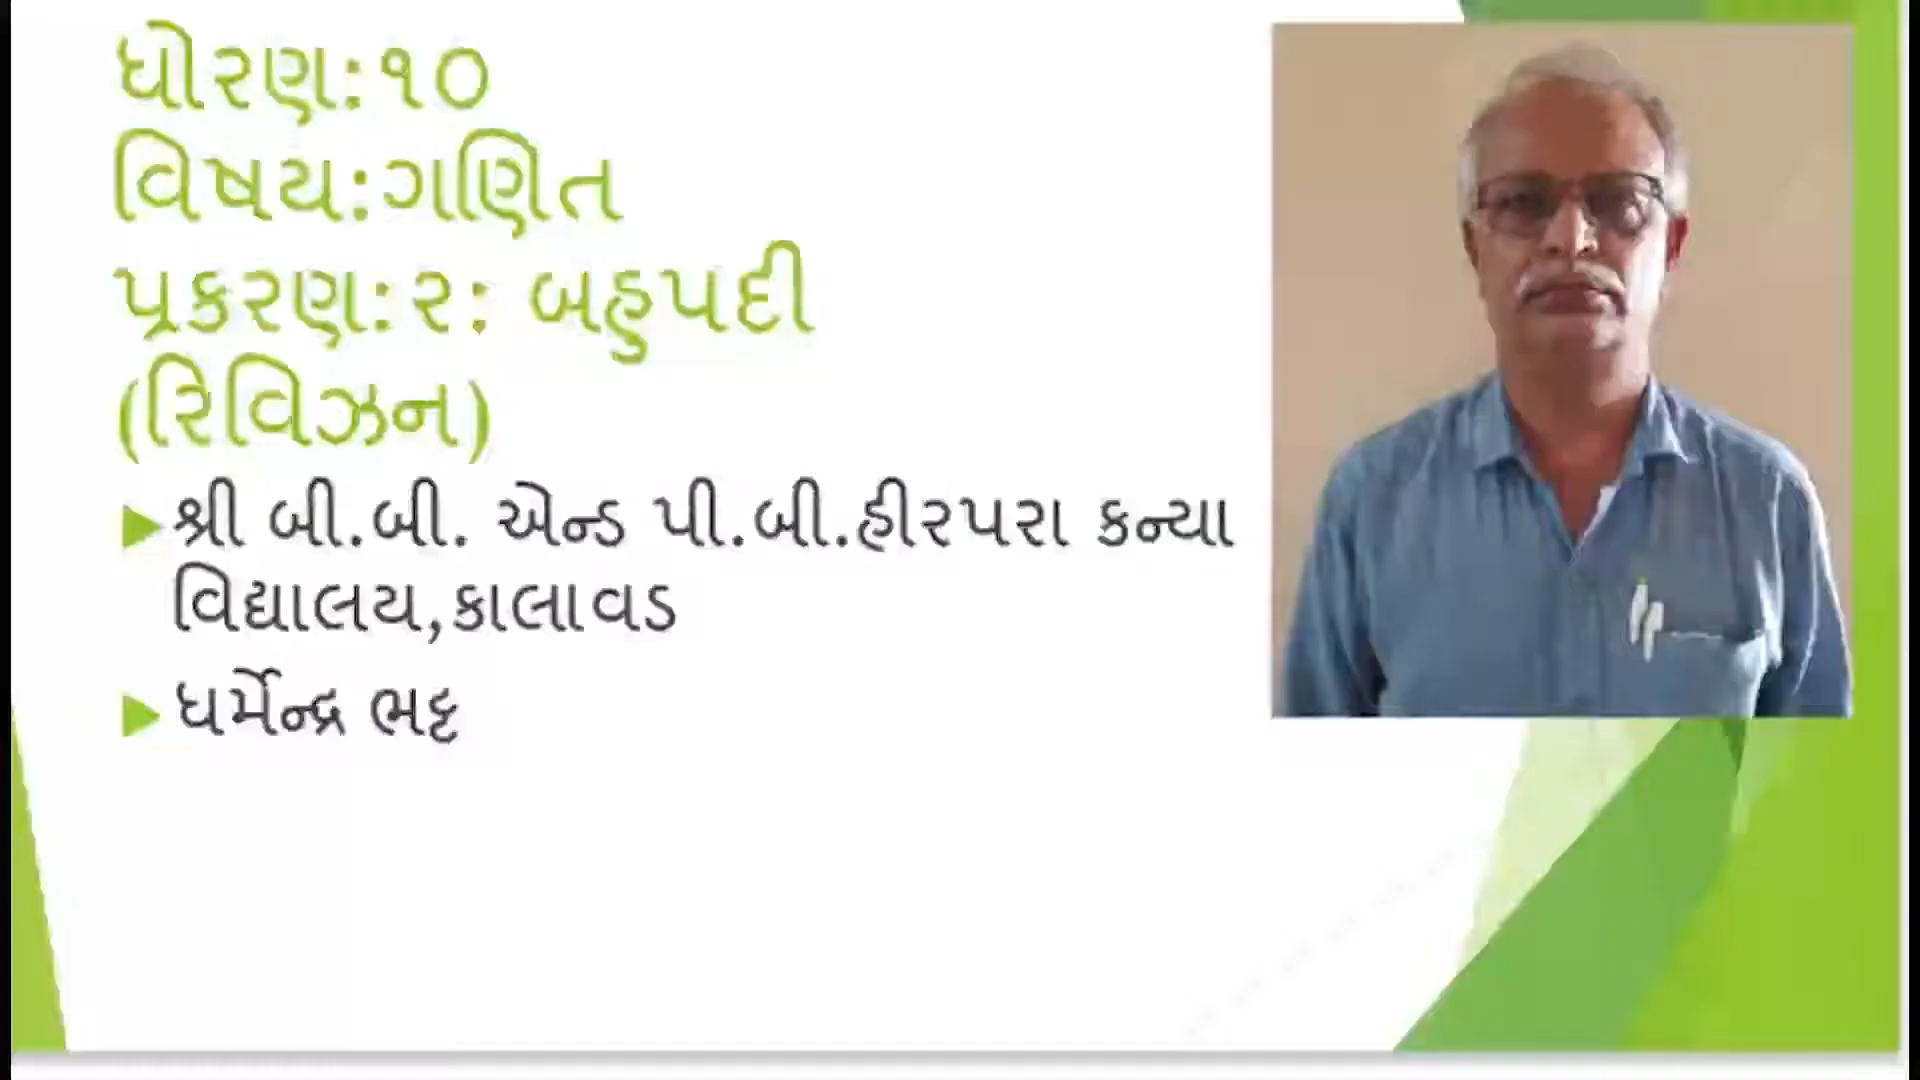 ધોરણ:૧૦
વિષય:ગણિત
પ્રકરણ:૨: બહુપદી
(રિવિઝન)
શ્રી બી.બી. એન્ડ પી.બી.હીરપરા કન્યા
વિદ્યાલય,કાલાવડ
ધર્મેન્દ્ર ભટ્ટ